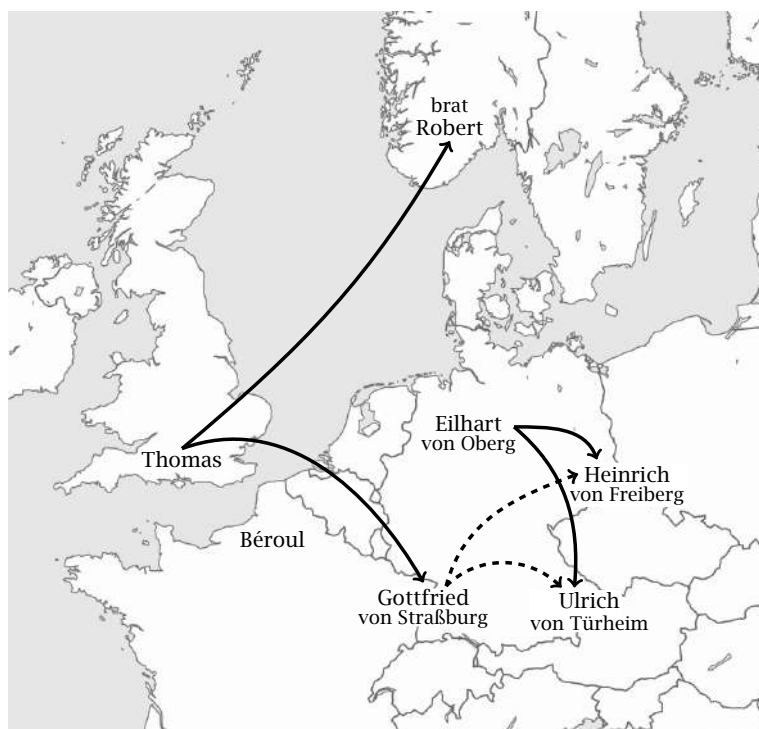 brat
Robert
Thomas
Eilhart
von Oberg
Heinrich
von Freiberg
Béroul
Gottfried
von Straßburg
Ulrich
von Türheim